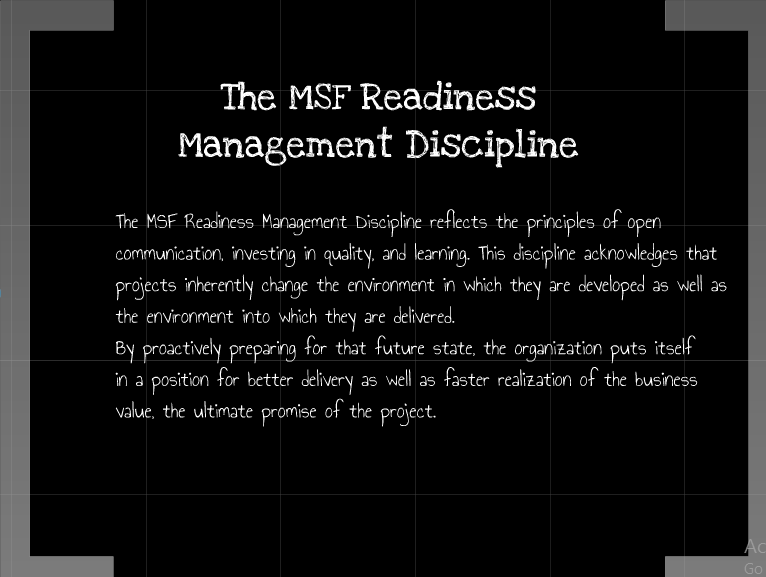 The MSF Readiness
Management Discipline
The MSF Readiness Management Discipline reflects the principles of open
communication, investing in quality, and learning. This discipline acknowledges that
projects inherently change the environment in which they are developed as well as
the environment into which they are delivered.
By proactively preparing for that future state, the organization puts itself
in a position for better delivery as well as faster realization of the business
value, the ultimate promise of the project.
Go